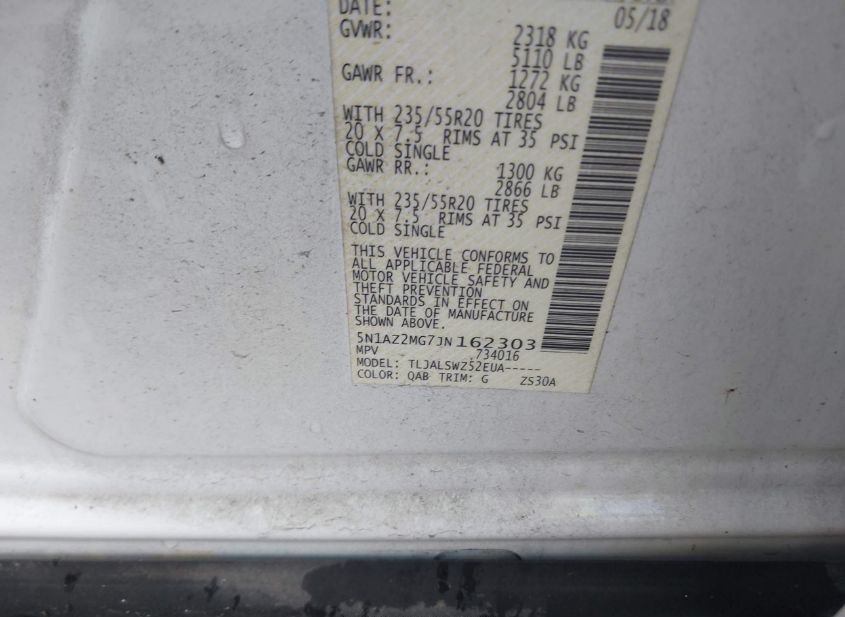 DATE: 05/18
GVWR: 2318 KG
5110 LB
GAWR FR.: 1272 KG
2804 LB
WITH 235/55R20 TIRES
20 X 7.5 RIMS AT 35 PSI
COLD SINGLE
GAWR RR.: 1300 KG
2866 LB
WITH 235/55R20 TIRES
20 X 7.5 RIMS AT 35 PSI
COLD SINGLE
THIS VEHICLE CONFORMS TO
ALL APPLICABLE FEDERAL
MOTOR VEHICLE SAFETY AND
THEFT PREVENTION
STANDARDS IN EFFECT ON
THE DATE OF MANUFACTURE
SHOWN ABOVE.
5N1AZ2MG7JN162303
MPV .734016
MODEL: TLJALSWZ52EUA-----
COLOR: QAB TRIM: G ZS30A